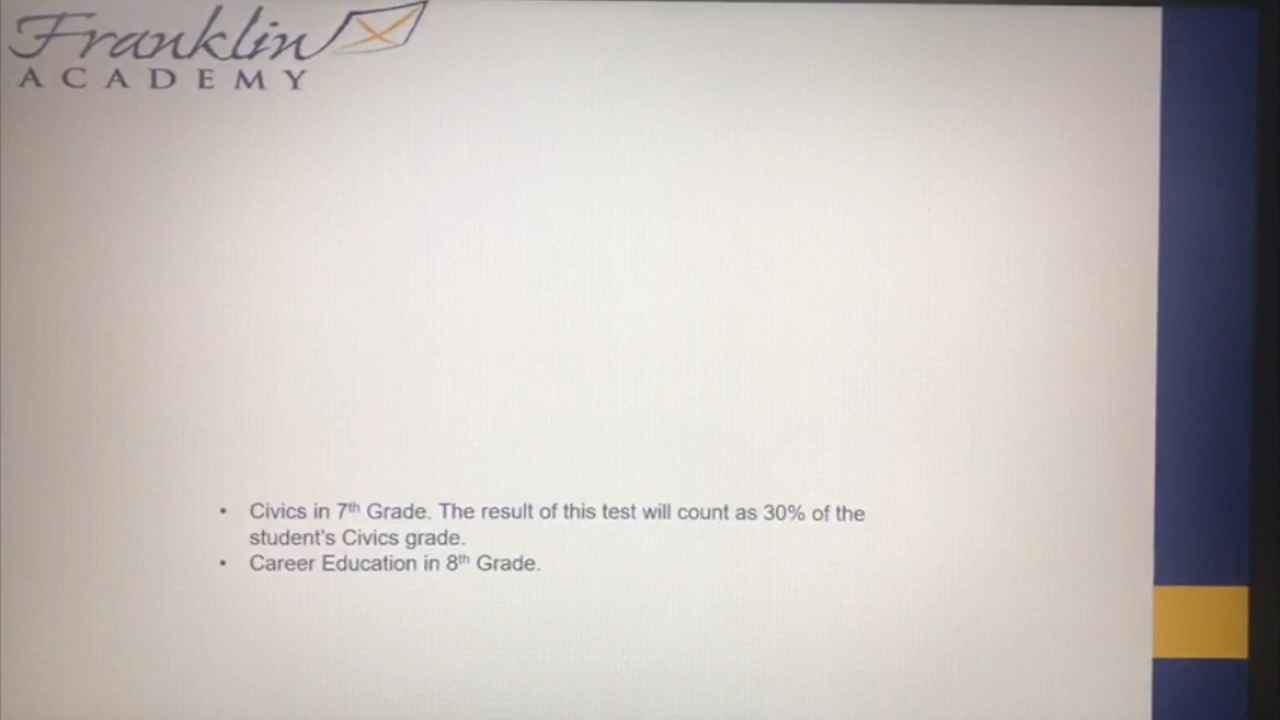 Franklin
ACADEMY
• Civics in 7th Grade. The result of this test will count as 30% of the
student's Civics grade.
• Career Education in 8th Grade.